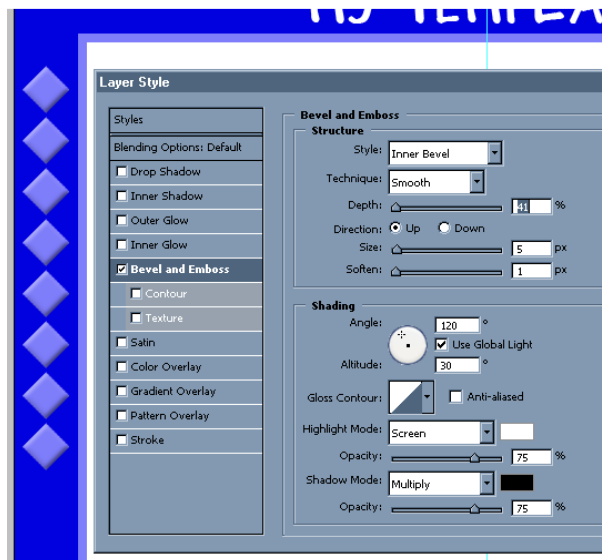 Layer Style
Styles
Blending Options: Default
Drop Shadow
Inner Shadow
Outer Glow
Inner Glow
Bevel and Emboss
Contour
Texture
Satin
Color Overlay
Gradient Overlay
Pattern Overlay
Stroke
Bevel and Emboss
Structure
Style: Inner Bevel
Technique: Smooth
Depth: 41 %
Direction: Up Down
Size: 5 px
Soften: 1 px
Shading
Angle: 120 °
Use Global Light
Altitude: 30 °
Gloss Contour: Anti-aliased
Highlight Mode: Screen
Opacity: 75 %
Shadow Mode: Multiply
Opacity: 75 %